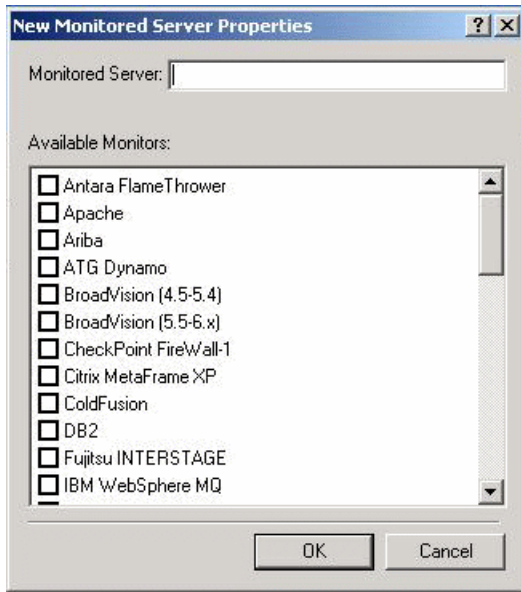 New Monitored Server Properties
Monitored Server:
Available Monitors:
Antara FlameThrower
Apache
Ariba
ATG Dynamo
BroadVision (4.5-5.4)
BroadVision (5.5-6.x)
CheckPoint FireWall-1
Citrix MetaFrame XP
ColdFusion
DB2
Fujitsu INTERSTAGE
IBM WebSphere MQ
OK Cancel